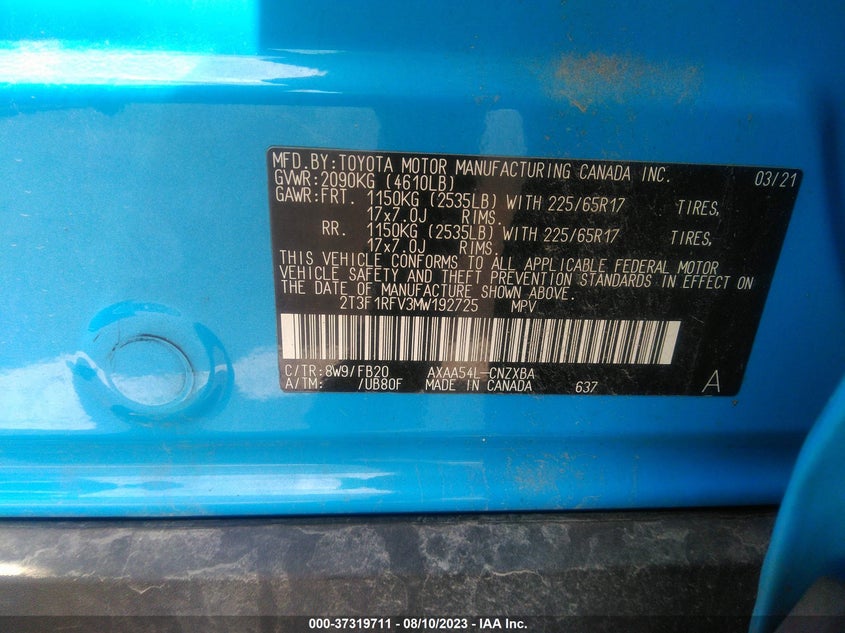 MFD.BY:TOYOTA MOTOR MANUFACTURING CANADA INC. 03/21
GVWR:2090KG (4610LB)
GAWR:FRT. 1150KG (2535LB) WITH 225/65R17 TIRES,
17x7.0J RIMS.
RR. 1150KG (2535LB) WITH 225/65R17 TIRES,
17x7.0J RIMS.
THIS VEHICLE CONFORMS TO ALL APPLICABLE FEDERAL MOTOR
VEHICLE SAFETY AND THEFT PREVENTION STANDARDS IN EFFECT ON
THE DATE OF MANUFACTURE SHOWN ABOVE.
2T3F1RFV3MW192725 MPV
C/TR:8W9/FB20 AXAA54L-CNZXBA
A/TM: /UB80F MADE IN CANADA 637 A
000-37319711 - 08/10/2023 - IAA Inc.